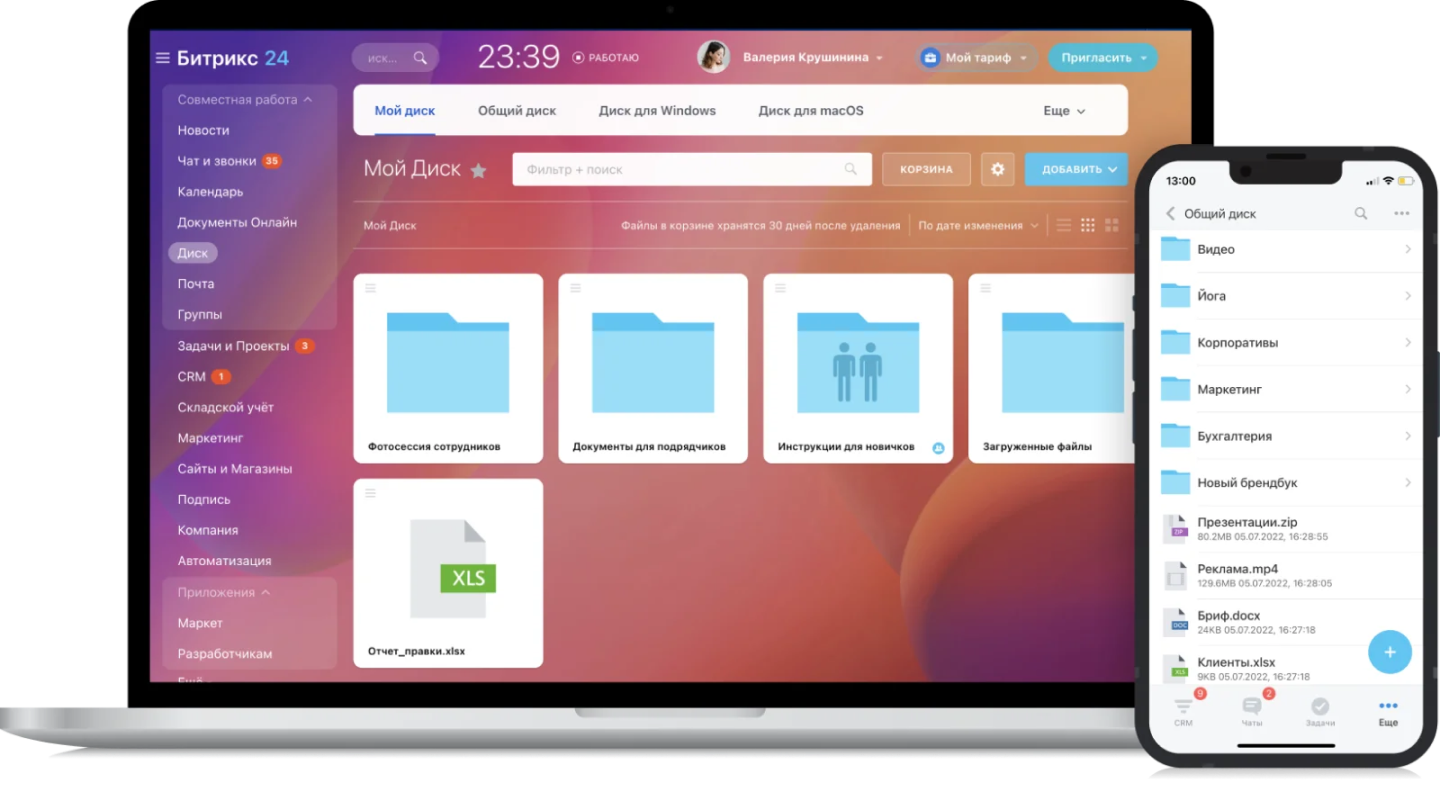 Битрикс 24
иск...
23:39
РАБОТАЮ
Валерия Крушинина
Мой тариф
Пригласить
Совместная работа
Новости
Чат и звонки 35
Календарь
Документы Онлайн
Диск
Почта
Группы
Задачи и Проекты 3
CRM 1
Складской учёт
Маркетинг
Сайты и Магазины
Подпись
Компания
Автоматизация
Приложения
Маркет
Разработчикам
Мой диск
Общий диск
Диск для Windows
Диск для macOS
Еще
Мой Диск
Фильтр + поиск
КОРЗИНА
ДОБАВИТЬ
Мой Диск
Файлы в корзине хранятся 30 дней после удаления
По дате изменения
Фотосессия сотрудников
Документы для подрядчиков
Инструкции для новичков
Загруженные файлы
XLS
Отчет_правки.xlsx
13:00
Общий диск
Видео
Йога
Корпоративы
Маркетинг
Бухгалтерия
Новый брендбук
ZIP
Презентации.zip
80.2MB 05.07.2022, 16:28:55
Реклама.mp4
129.6MB 05.07.2022, 16:28:05
DOC
Бриф.docx
24KB 05.07.2022, 16:27:18
XLS
Клиенты.xlsx
9KB 05.07.2022, 16:27:18
9
CRM
2
Чаты
Задачи
Еще